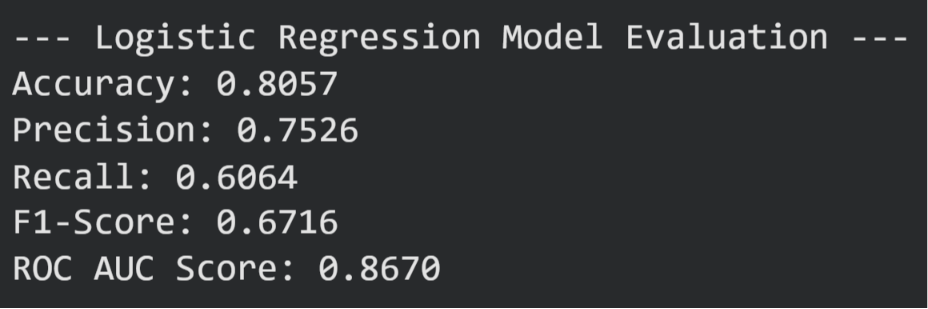 --- Logistic Regression Model Evaluation ---
Accuracy: 0.8057
Precision: 0.7526
Recall: 0.6064
F1-Score: 0.6716
ROC AUC Score: 0.8670